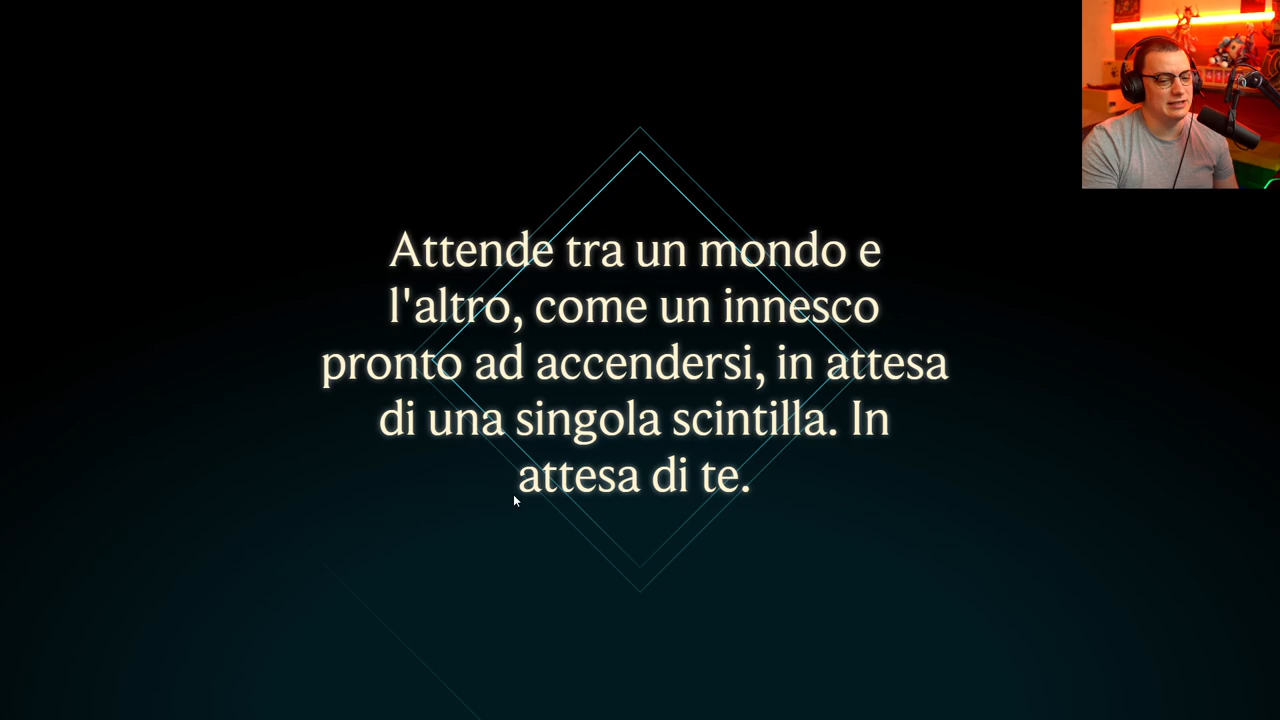 Attende tra un mondo e
l'altro, come un innesco
pronto ad accendersi, in attesa
di una singola scintilla. In
attesa di te.